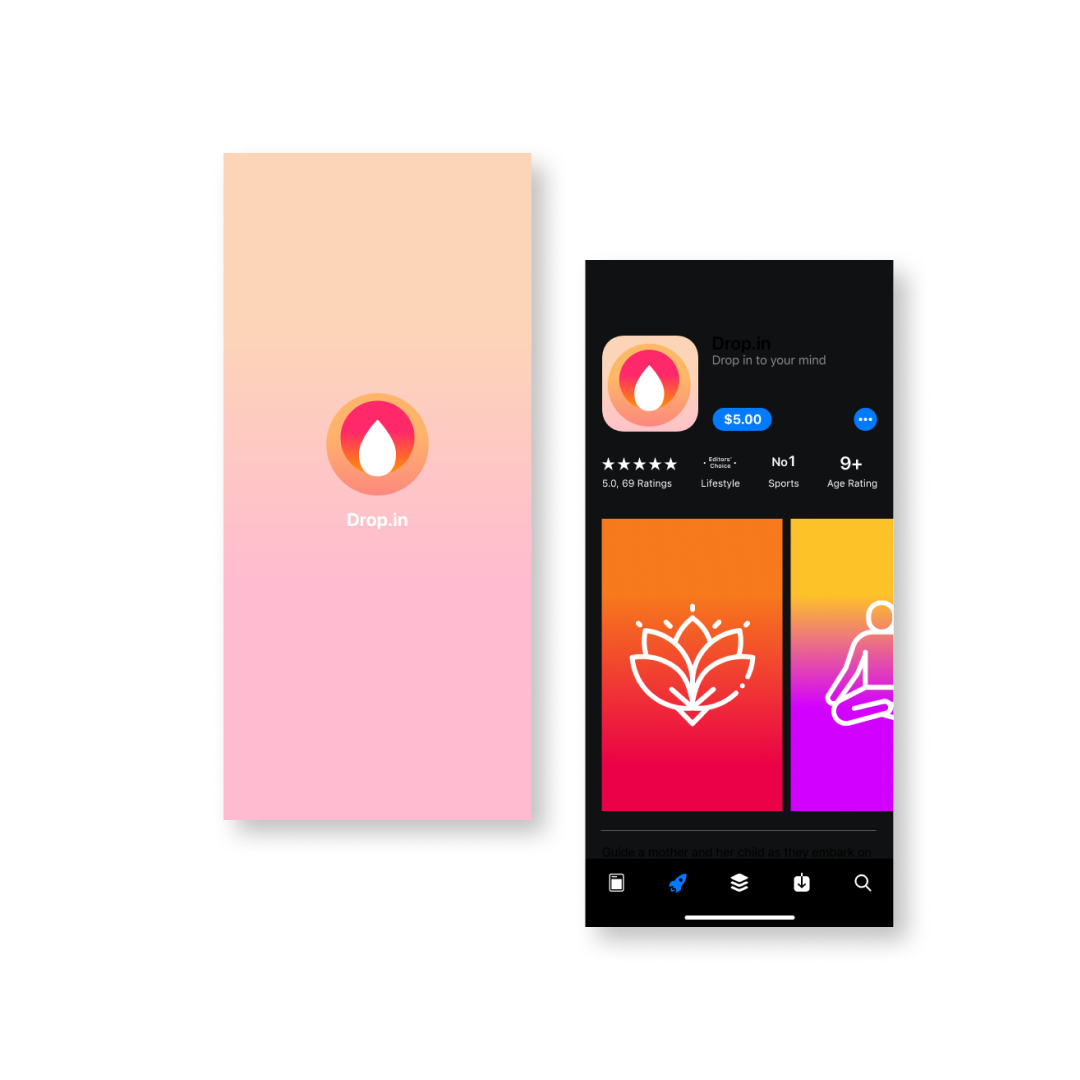 Drop.in
Drop.in
Drop in to your mind
$5.00
5.0, 69 Ratings
Editors'
Choice
Lifestyle
No1
Sports
9+
Age Rating
Guide a mother and her child as they embark on